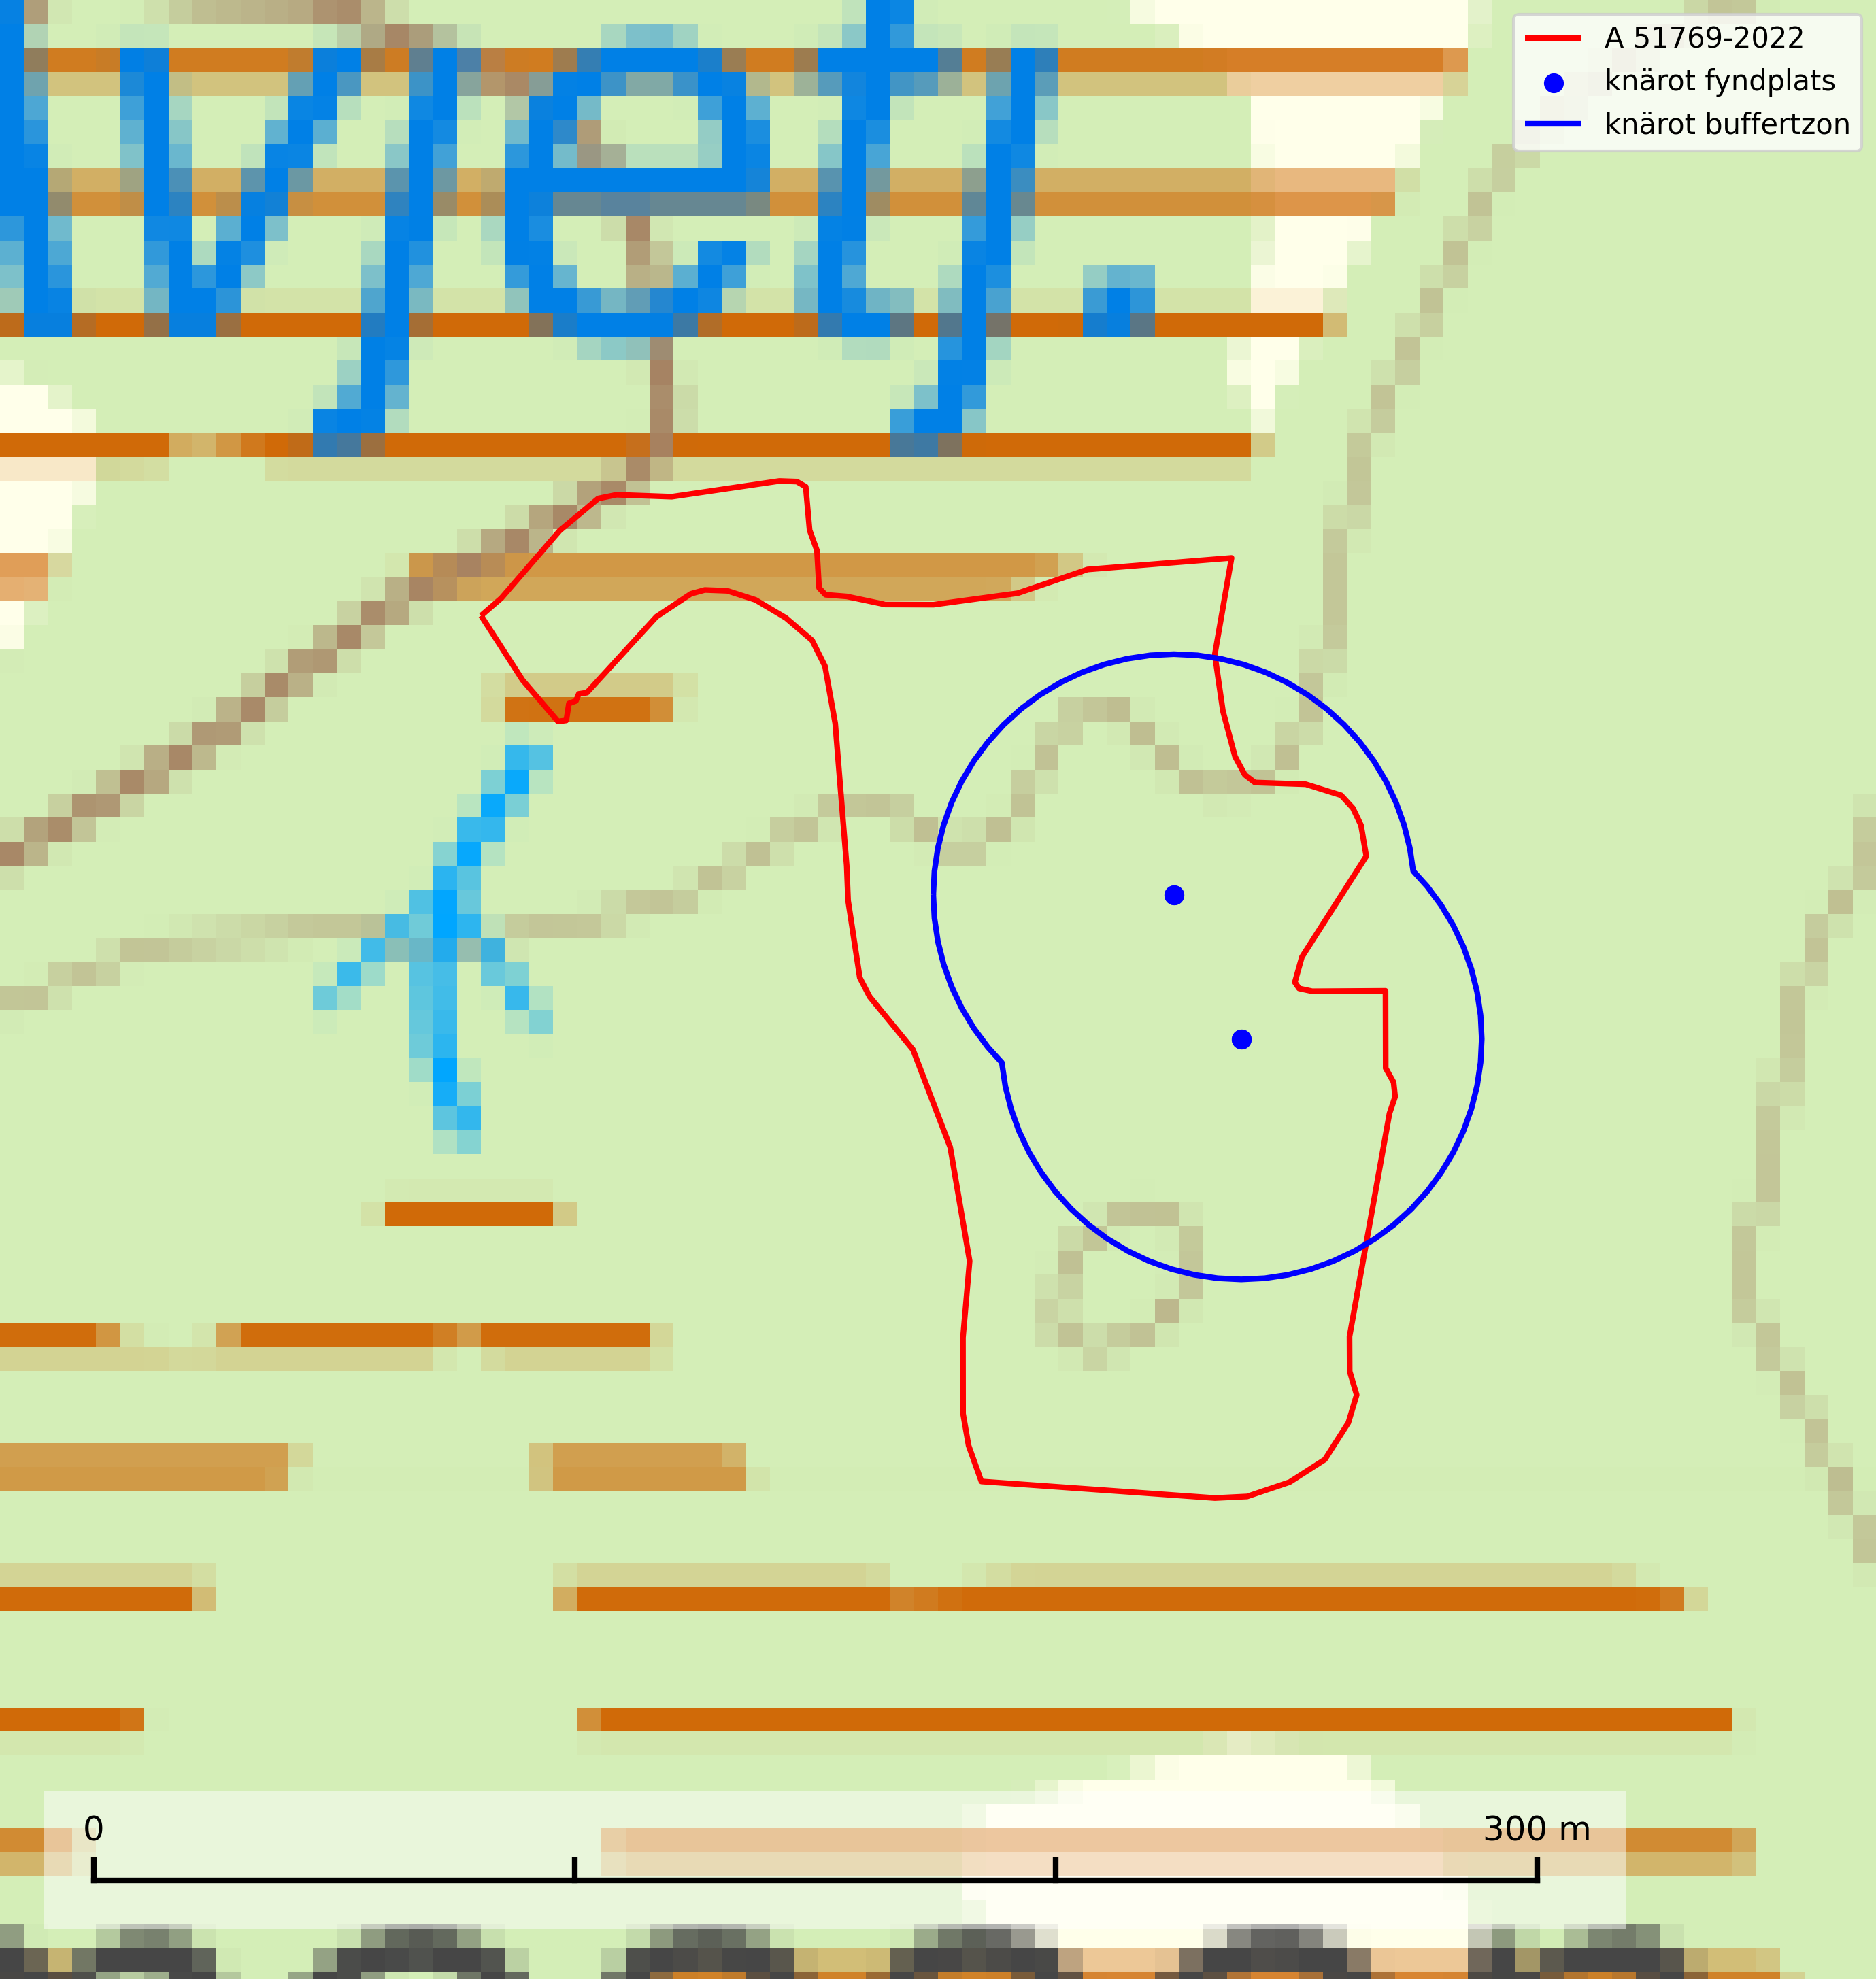 A 51769-2022
knärot fyndplats
knärot buffertzon
0
300 m